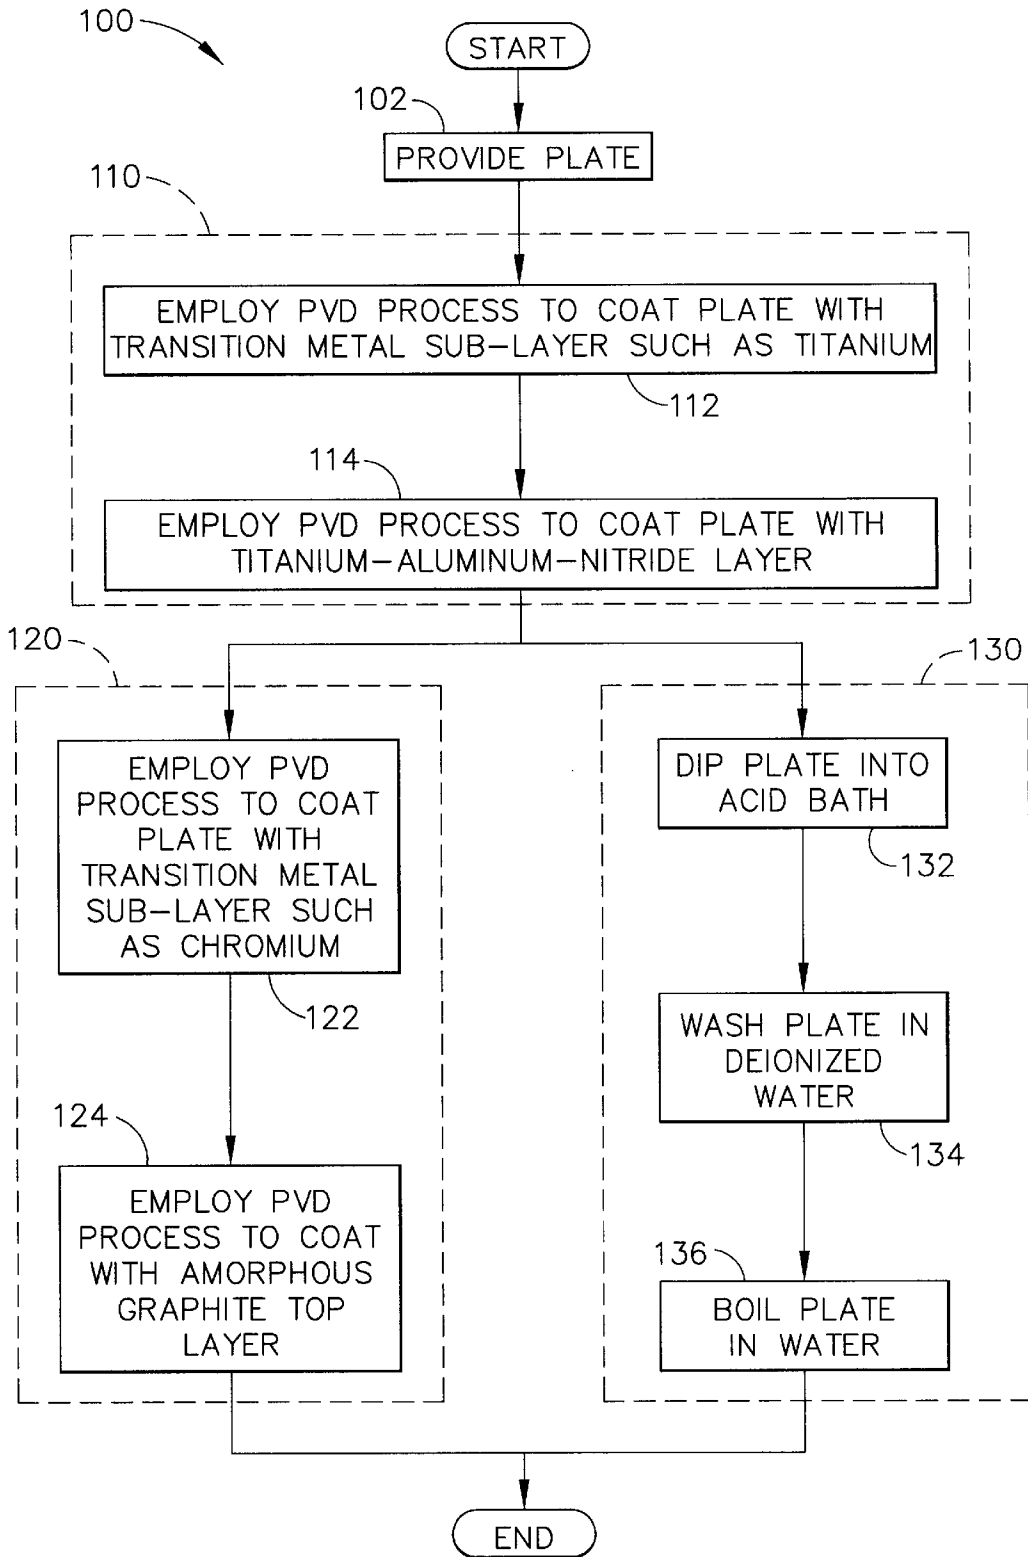 100
START
102
PROVIDE PLATE
110
EMPLOY PVD PROCESS TO COAT PLATE WITH
TRANSITION METAL SUB-LAYER SUCH AS TITANIUM
112
114
EMPLOY PVD PROCESS TO COAT PLATE WITH
TITANIUM-ALUMINUM-NITRIDE LAYER
120
EMPLOY PVD
PROCESS TO COAT
PLATE WITH
TRANSITION METAL
SUB-LAYER SUCH
AS CHROMIUM
122
124
EMPLOY PVD
PROCESS TO COAT
WITH AMORPHOUS
GRAPHITE TOP
LAYER
130
DIP PLATE INTO
ACID BATH
132
WASH PLATE IN
DEIONIZED
WATER
134
136
BOIL PLATE
IN WATER
END